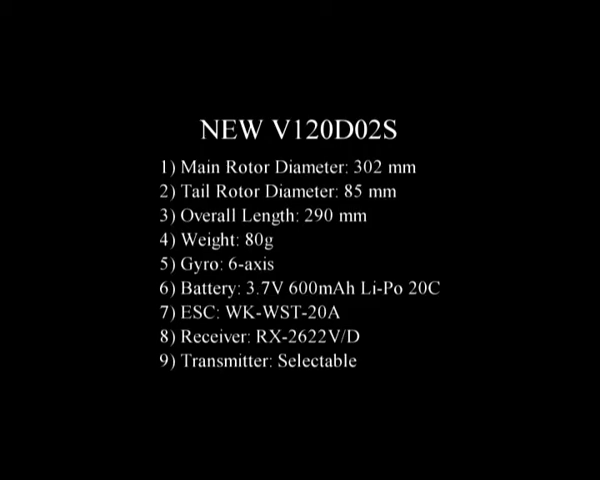 NEW V120D02S
1) Main Rotor Diameter: 302 mm
2) Tail Rotor Diameter: 85 mm
3) Overall Length: 290 mm
4) Weight: 80g
5) Gyro: 6-axis
6) Battery: 3.7V 600mAh Li-Po 20C
7) ESC: WK-WST-20A
8) Receiver: RX-2622V/D
9) Transmitter: Selectable